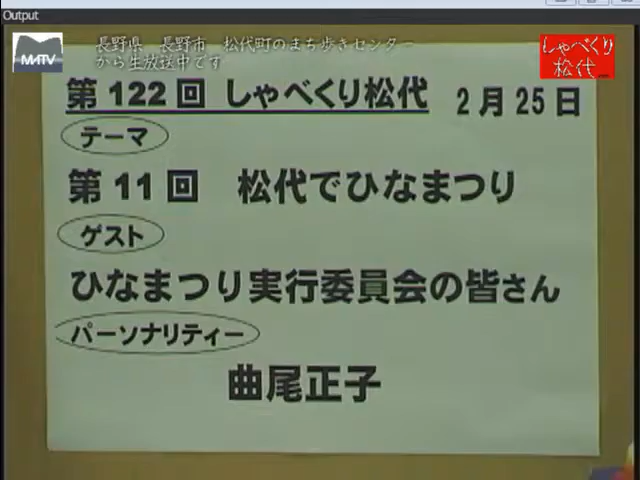 Output
MATV
長野県 長野市 松代町のまち歩きセンター
から生放送中です
しゃべくり
松代
第122回 しゃべくり松代 2月25日
テーマ
第11回 松代でひなまつり
ゲスト
ひなまつり実行委員会の皆さん
パーソナリティー
曲尾正子